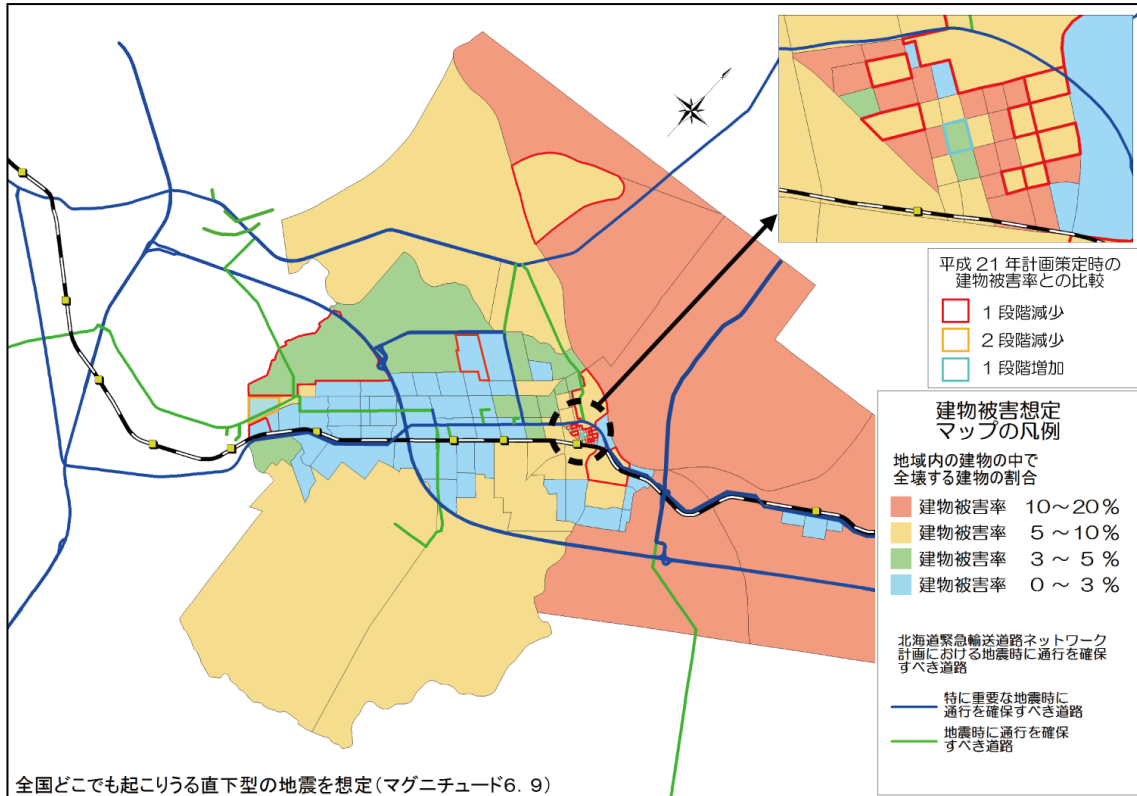 平成21年計画策定時の
建物被害率との比較
1段階減少
2段階減少
1段階増加
建物被害想定
マップの凡例
地域内の建物の中で
全壊する建物の割合
建物被害率 10~20%
建物被害率 5~10%
建物被害率 3~5%
建物被害率 0~3%
北海道緊急輸送道路ネットワーク
計画における地震時に通行を確保
すべき道路
特に重要な地震時に
通行を確保すべき道路
地震時に通行を確保
すべき道路
全国どこでも起こりうる直下型の地震を想定(マグニチュード6.9)